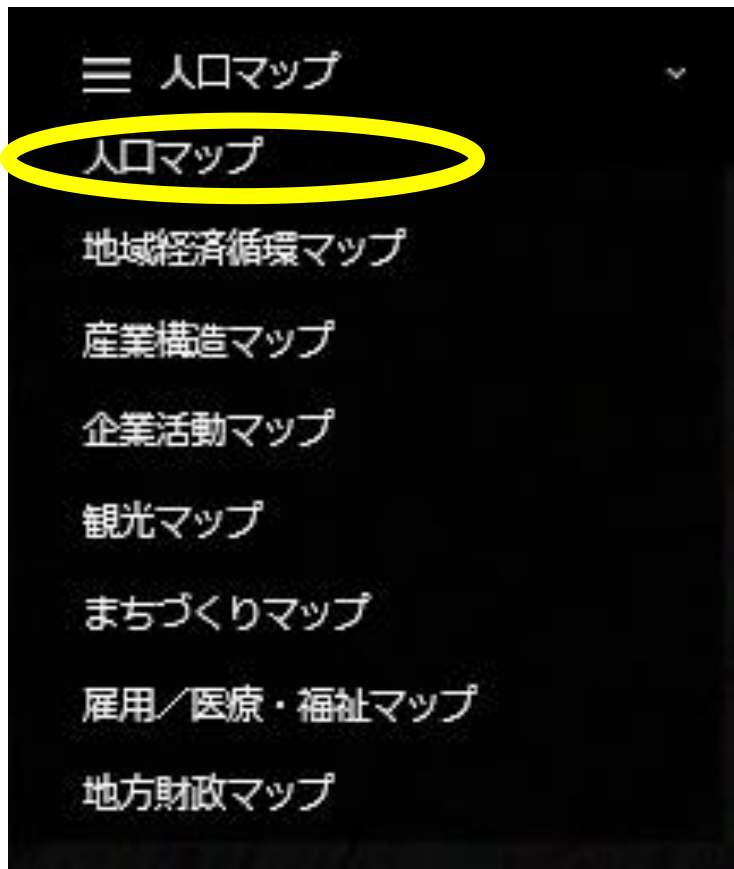 人口マップ
人口マップ
地域経済循環マップ
産業構造マップ
企業活動マップ
観光マップ
まちづくりマップ
雇用／医療・福祉マップ
地方財政マップ